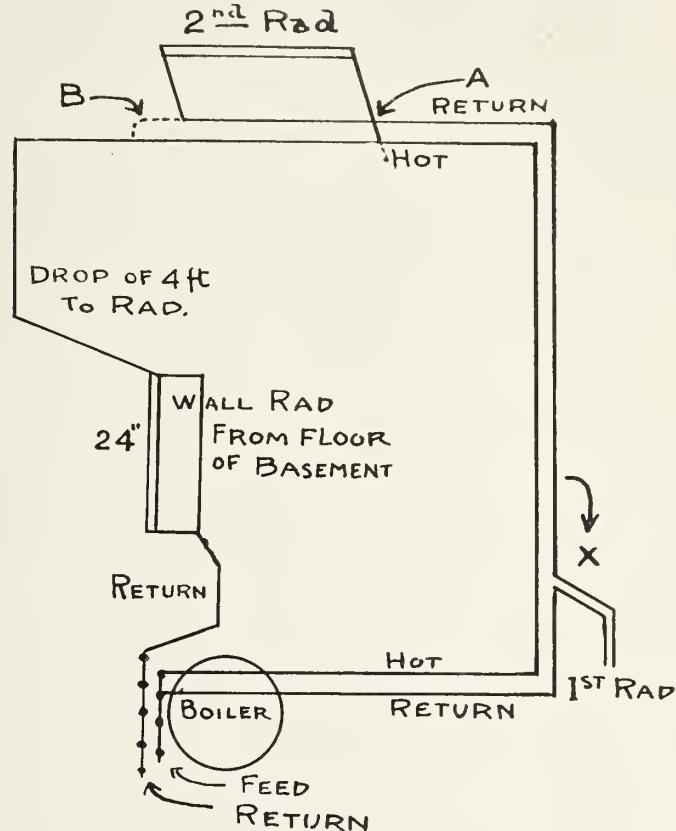 2nd Rad
B
A
RETURN
HOT
DROP OF 4 ft
TO RAD.
WALL RAD
24"
FROM FLOOR
OF BASEMENT
X
RETURN
HOT
1ST RAD
BOILER
RETURN
FEED
RETURN